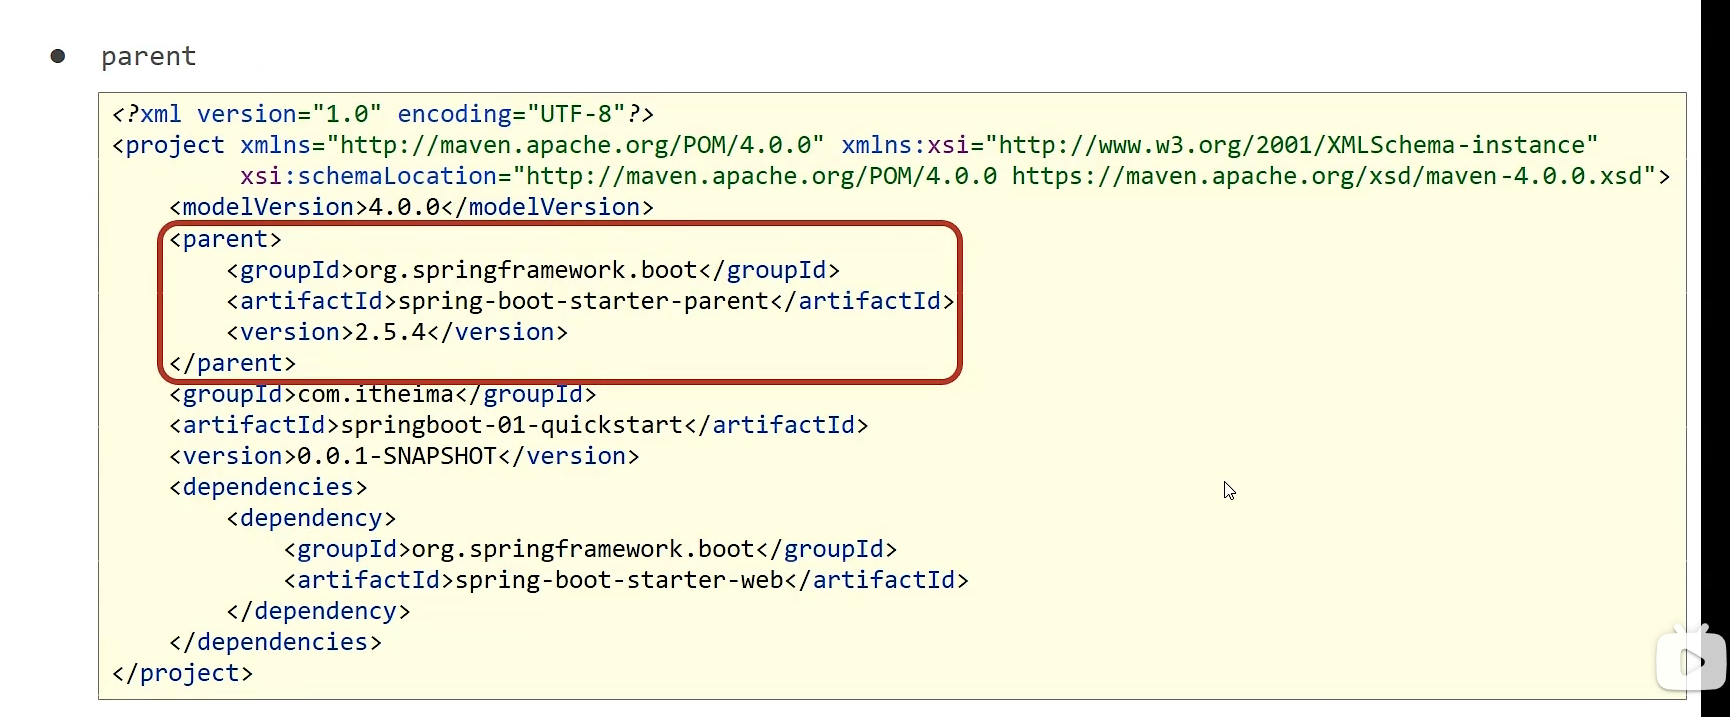 ● parent
<?xml version="1.0" encoding="UTF-8"?>
<project xmlns="http://maven.apache.org/POM/4.0.0" xmlns:xsi="http://www.w3.org/2001/XMLSchema-instance"
         xsi:schemaLocation="http://maven.apache.org/POM/4.0.0 https://maven.apache.org/xsd/maven-4.0.0.xsd">
    <modelVersion>4.0.0</modelVersion>
    <parent>
        <groupId>org.springframework.boot</groupId>
        <artifactId>spring-boot-starter-parent</artifactId>
        <version>2.5.4</version>
    </parent>
    <groupId>com.itheima</groupId>
    <artifactId>springboot-01-quickstart</artifactId>
    <version>0.0.1-SNAPSHOT</version>
    <dependencies>
        <dependency>
            <groupId>org.springframework.boot</groupId>
            <artifactId>spring-boot-starter-web</artifactId>
        </dependency>
    </dependencies>
</project>